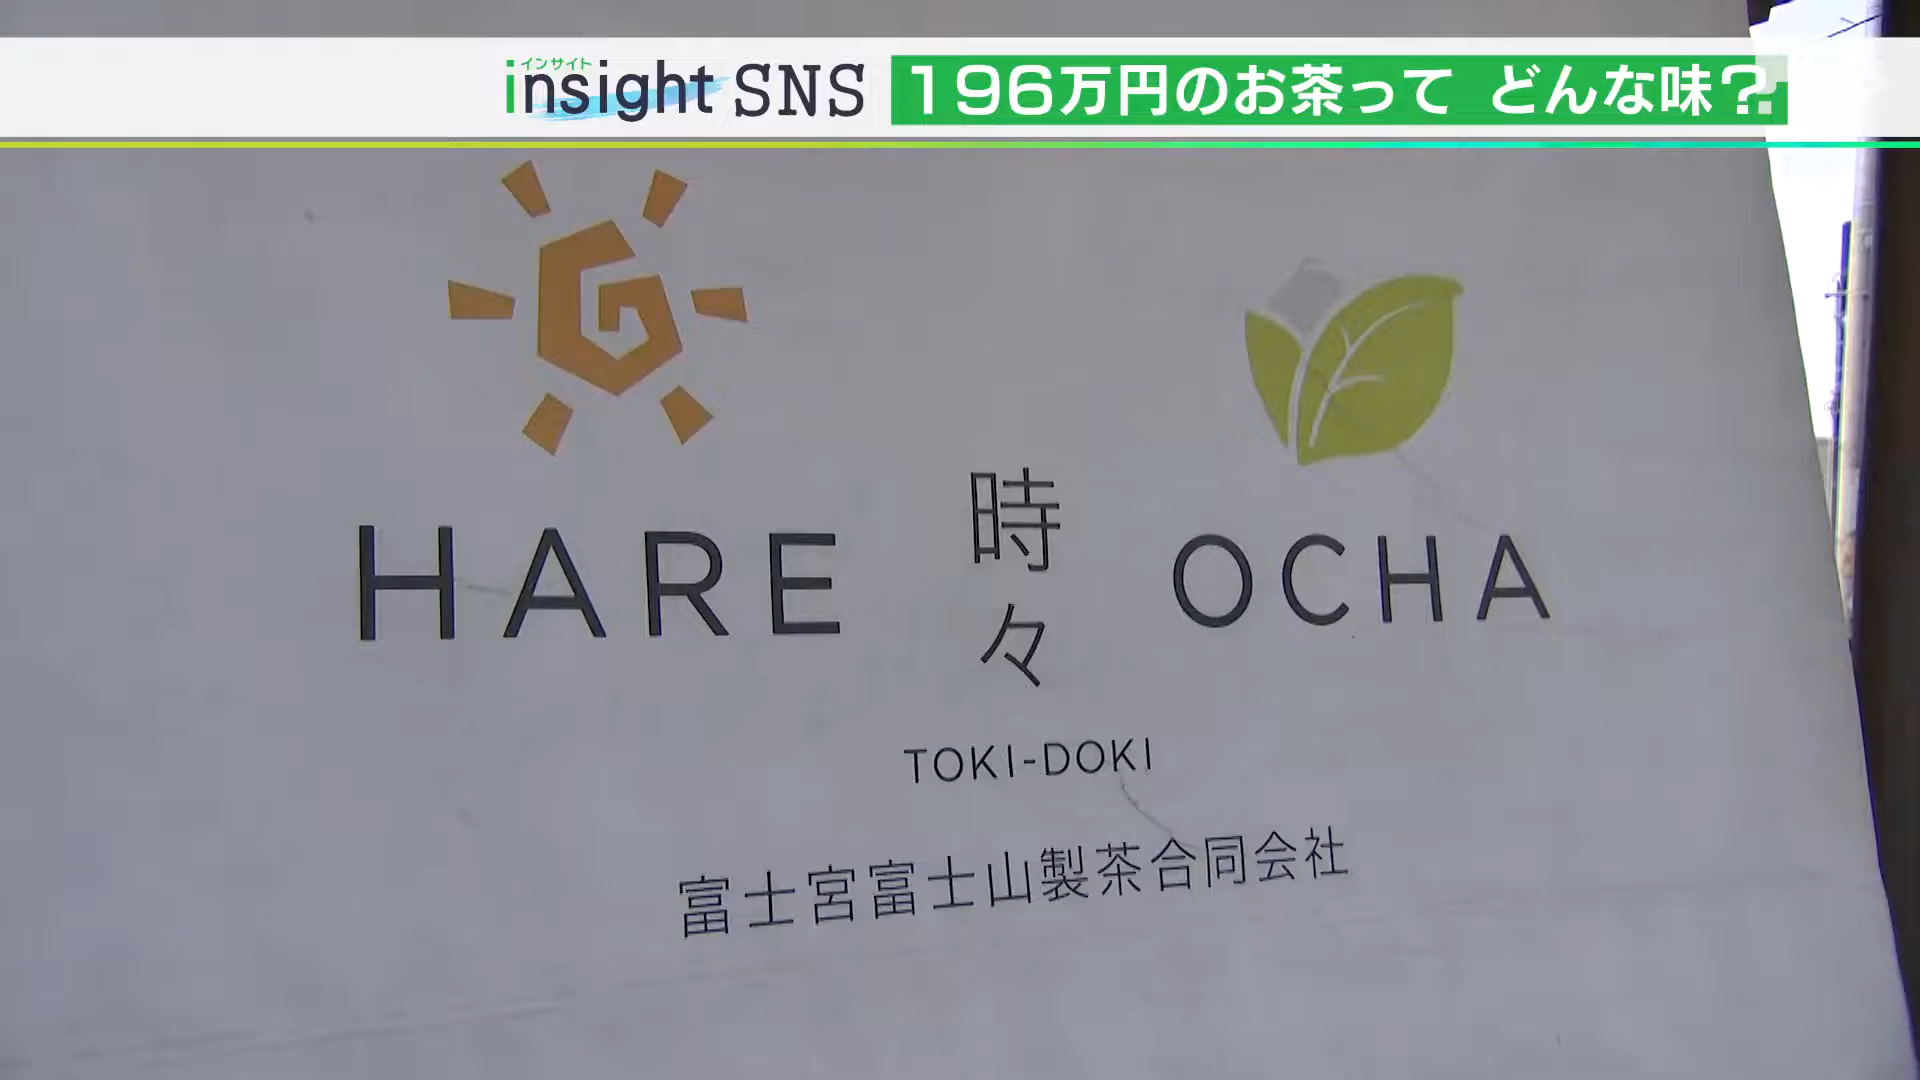 インサイト
insight SNS
196万円のお茶って どんな味?
HARE 時々 OCHA
TOKI-DOKI
富士宮富士山製茶合同会社